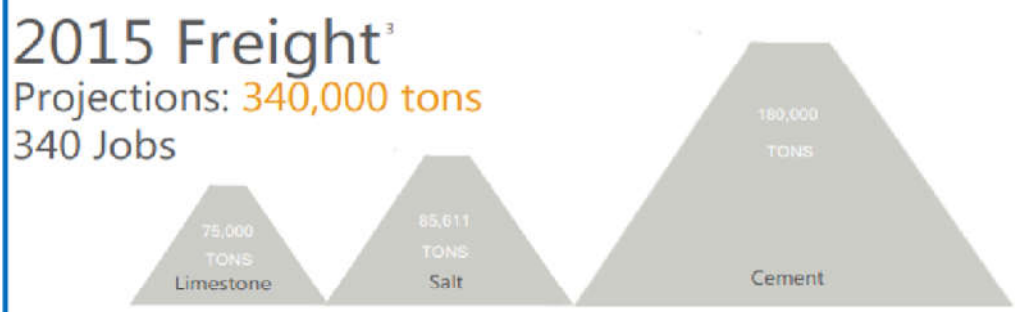 2015 Freight³
Projections: 340,000 tons
340 Jobs
75,000
TONS
Limestone
85,611
TONS
Salt
180,000
TONS
Cement